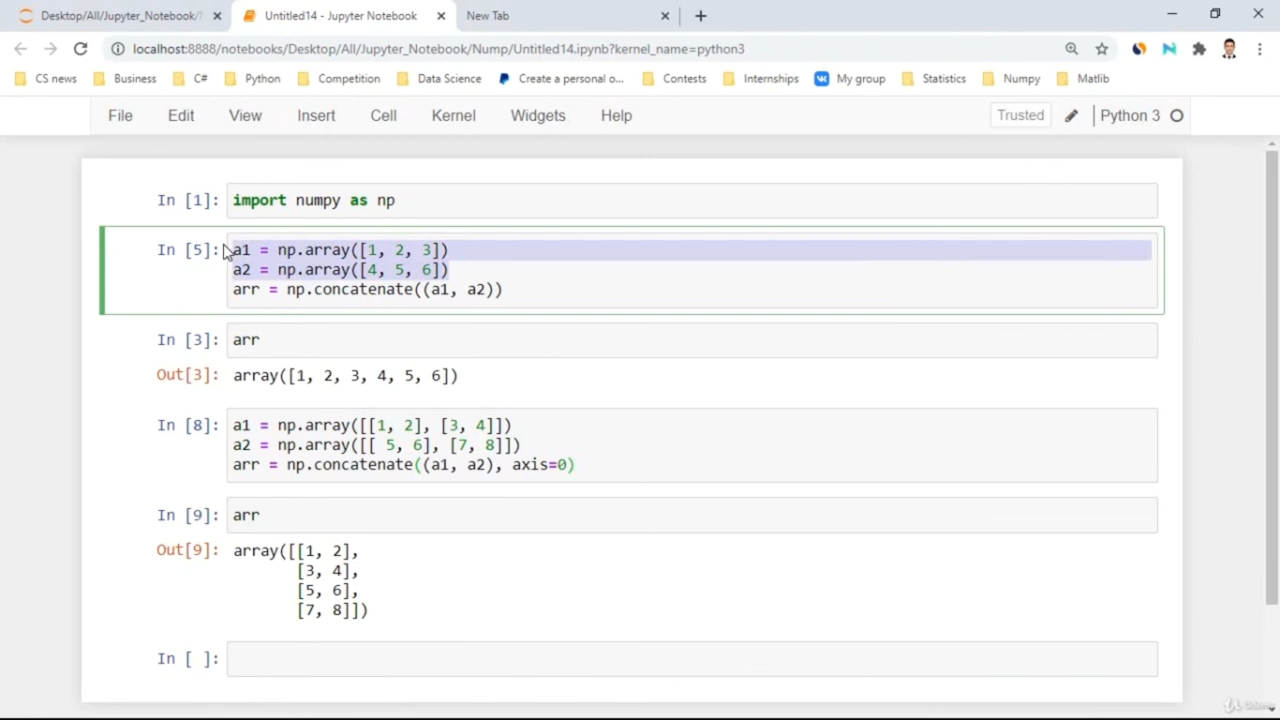 Desktop/All/Jupyter_Notebook/
Untitled14 - Jupyter Notebook
New Tab
localhost:8888/notebooks/Desktop/All/Jupyter_Notebook/Nump/Untitled14.ipynb?kernel_name=python3
CS news Business C# Python Competition Data Science Create a personal o... Contests Internships My group Statistics Numpy Matlib
File Edit View Insert Cell Kernel Widgets Help Trusted Python 3
In [1]: import numpy as np
In [5]: a1 = np.array([1, 2, 3])
a2 = np.array([4, 5, 6])
arr = np.concatenate((a1, a2))
In [3]: arr
Out[3]: array([1, 2, 3, 4, 5, 6])
In [8]: a1 = np.array([[1, 2], [3, 4]])
a2 = np.array([[ 5, 6], [7, 8]])
arr = np.concatenate((a1, a2), axis=0)
In [9]: arr
Out[9]: array([[1, 2],
[3, 4],
[5, 6],
[7, 8]])
In [ ]: